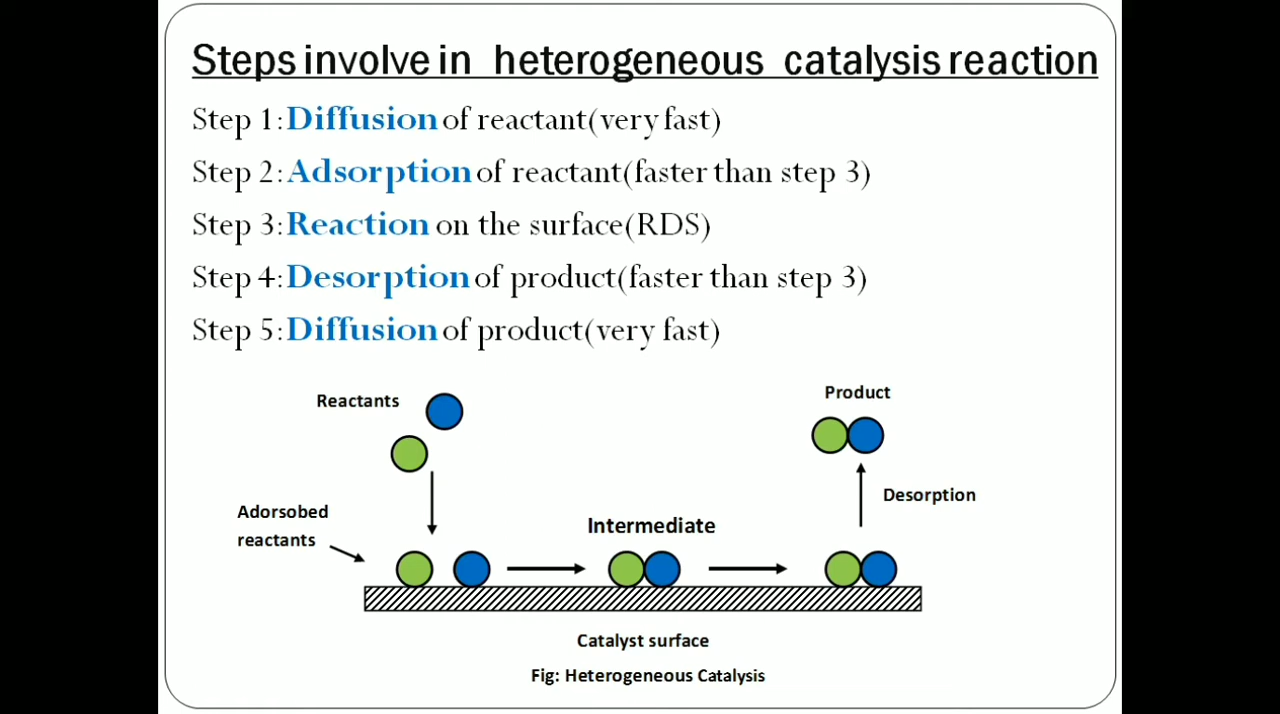 Steps involve in heterogeneous catalysis reaction
Step 1:Diffusion of reactant(very fast)
Step 2:Adsorption of reactant(faster than step 3)
Step 3:Reaction on the surface(RDS)
Step 4:Desorption of product(faster than step 3)
Step 5:Diffusion of product(very fast)
Reactants
Product
Desorption
Adorsobed
reactants
Intermediate
Catalyst surface
Fig: Heterogeneous Catalysis